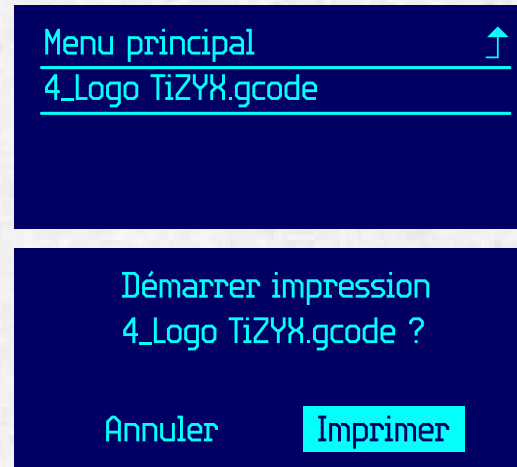 Menu principal
4_Logo TiZYX.gcode
Démarrer impression
4_Logo TiZYX.gcode ?
Annuler Imprimer